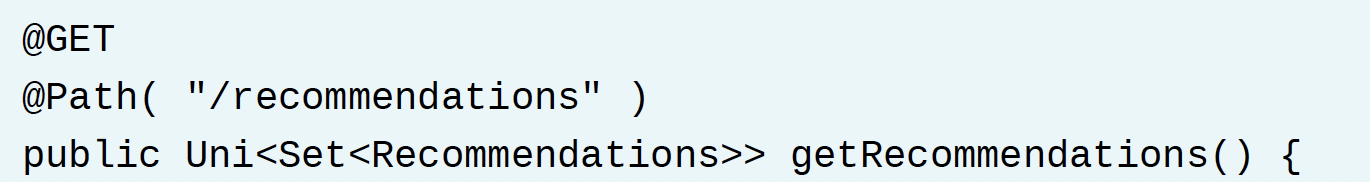 @GET
@Path( "/recommendations" )
public Uni<Set<Recommendations>> getRecommendations() {